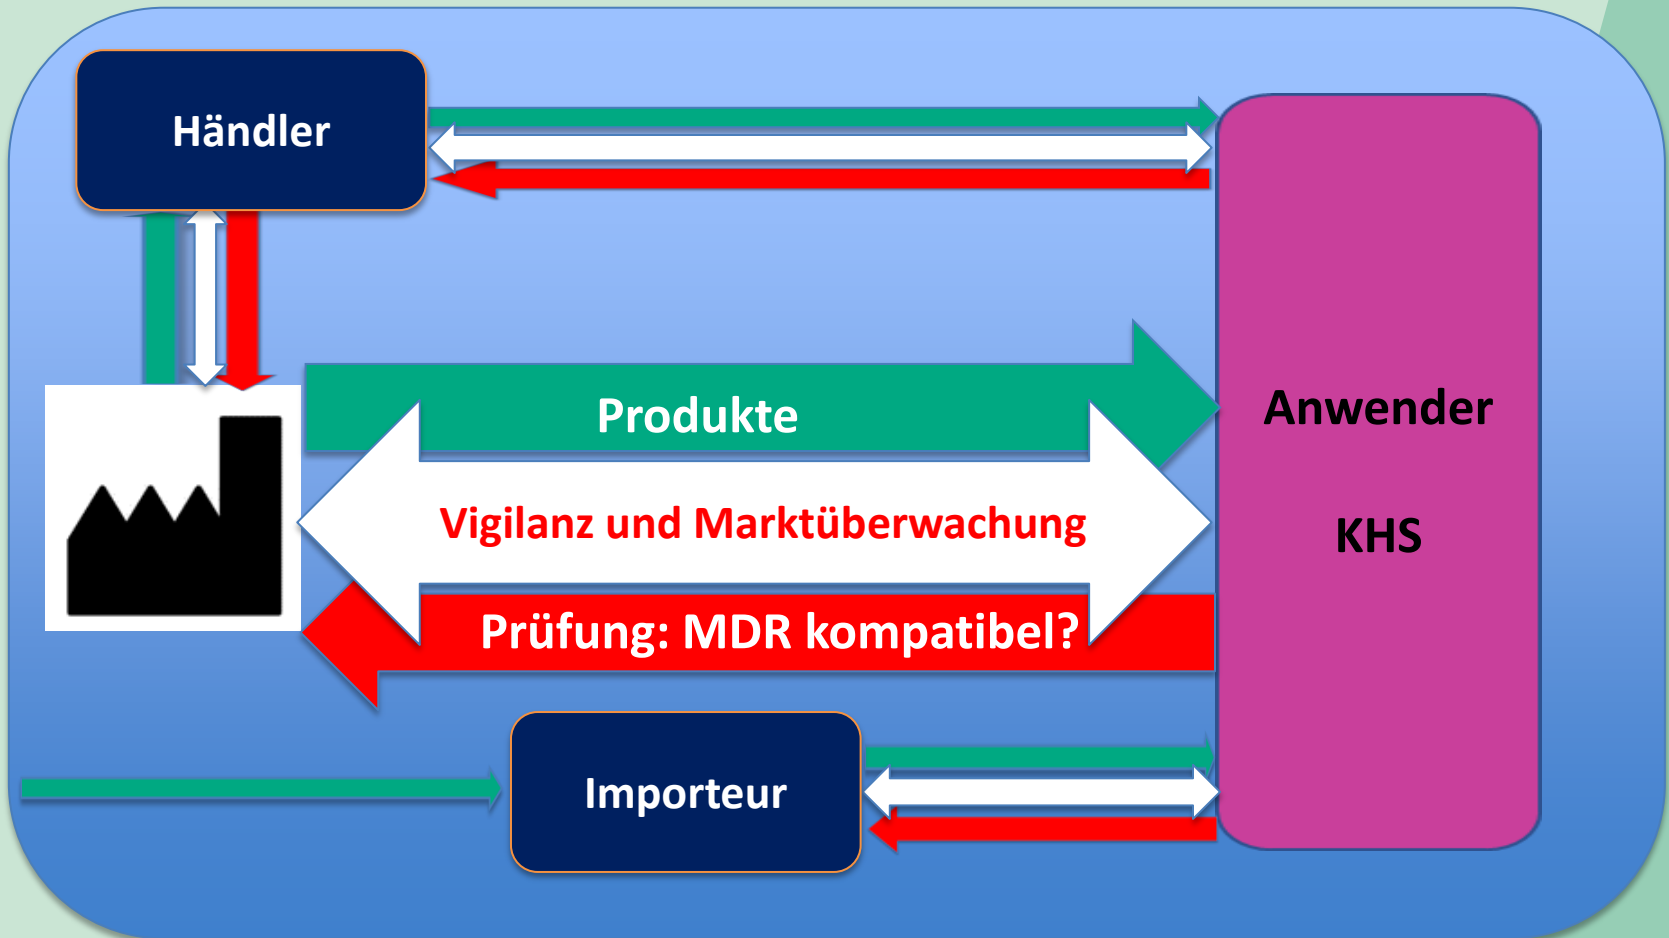 Händler
Produkte
Anwender
Vigilanz und Marktüberwachung
KHS
Prüfung: MDR kompatibel?
Importeur